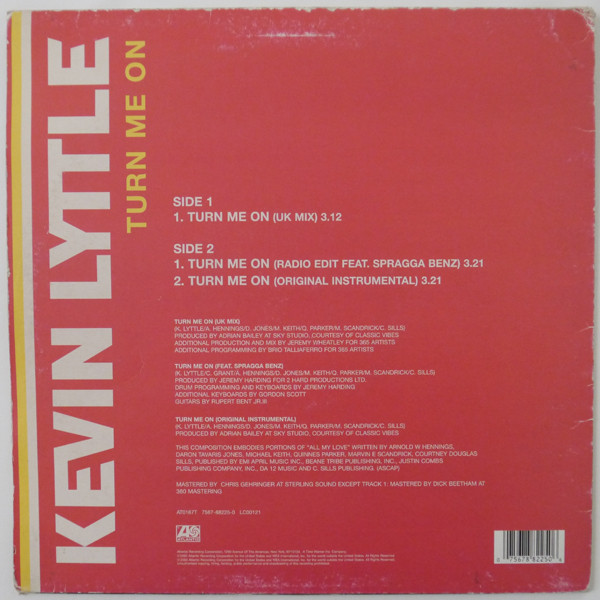 KEVIN LYTTLE
TURN ME ON
SIDE 1
1. TURN ME ON (UK MIX) 3.12
SIDE 2
1. TURN ME ON (RADIO EDIT FEAT. SPRAGGA BENZ) 3.21
2. TURN ME ON (ORIGINAL INSTRUMENTAL) 3.21
TURN ME ON (UK MIX)
(K. LYTTLE/A. HENNINGS/D. JONES/M. KEITH/Q. PARKER/M. SCANDRICK/C. SILLS)
PRODUCED BY ADRIAN BAILEY AT SKY STUDIO, COURTESY OF CLASSIC VIBES
ADDITIONAL PRODUCTION AND MIX BY JEREMY WHEATLEY FOR 365 ARTISTS
ADDITIONAL PROGRAMMING BY BRIO TALLIAFERRO FOR 365 ARTISTS
TURN ME ON (FEAT. SPRAGGA BENZ)
(K. LYTTLE/C. GRANT/A. HENNINGS/D. JONES/M. KEITH/Q. PARKER/M. SCANDRICK/C. SILLS)
PRODUCED BY JEREMY HARDING FOR 2 HARD PRODUCTIONS LTD.
DRUM PROGRAMMING AND KEYBOARDS BY JEREMY HARDING
ADDITIONAL KEYBOARDS BY GORDON SCOTT
GUITARS BY RUPERT BENT JR.III
TURN ME ON (ORIGINAL INSTRUMENTAL)
(K. LYTTLE/A. HENNINGS/D. JONES/M. KEITH/Q. PARKER/M. SCANDRICK/C. SILLS)
PRODUCED BY ADRIAN BAILEY AT SKY STUDIO, COURTESY OF CLASSIC VIBES
THIS COMPOSITION EMBODIES PORTIONS OF "ALL MY LOVE" WRITTEN BY ARNOLD W HENNINGS,
DARON TAVARIS JONES, MICHAEL KEITH, QUINNES PARKER, MARVIN E SCANDRICK, COURTNEY DOUGLAS
SILLS, PUBLISHED BY EMI APRIL MUSIC INC., BEANE TRIBE PUBLISHING, INC., JUSTIN COMBS
PUBLISHING COMPANY, INC., DA 12 MUSIC AND C. SILLS PUBLISHING. (ASCAP)
MASTERED BY CHRIS GEHRINGER AT STERLING SOUND EXCEPT TRACK 1: MASTERED BY DICK BEETHAM AT
360 MASTERING
AT0167T 7567-88225-0 LC00121